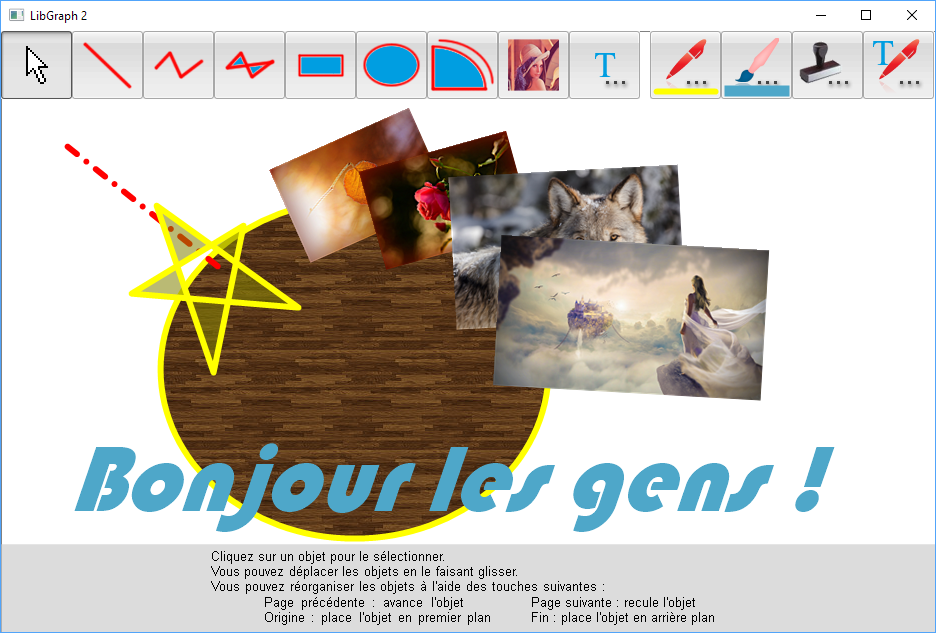 LibGraph 2
T...
T...
Bonjour les gens !
Cliquez sur un objet pour le sélectionner.
Vous pouvez déplacer les objets en le faisant glisser.
Vous pouvez réorganiser les objets à l'aide des touches suivantes :
Page précédente : avance l'objet Page suivante : recule l'objet
Origine : place l'objet en premier plan Fin : place l'objet en arrière plan